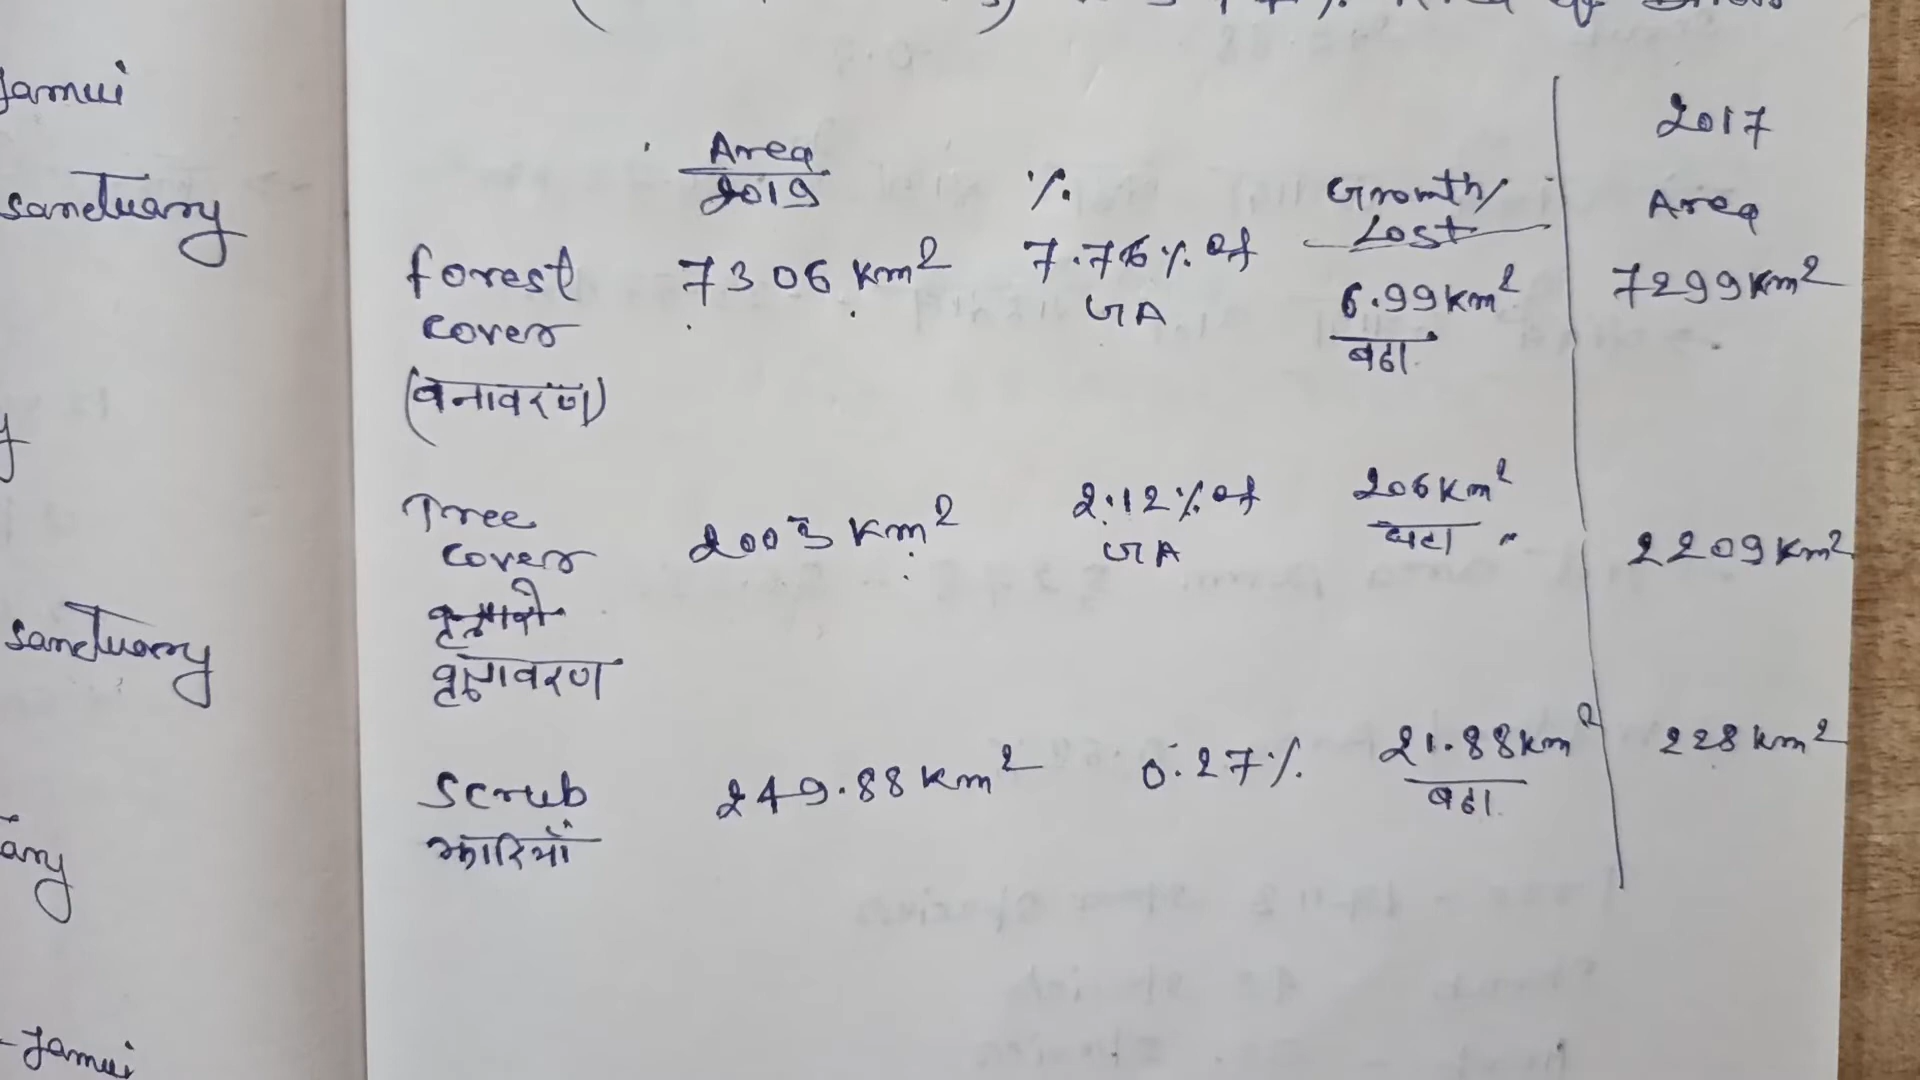 Jamui
sanctuary
sanctuary
Jamui
Area
2019
%
Growth/
Lost
2017
Area
forest
cover
(वनावरण)
7306 km²
7.76% of
GA
6.99 km²
बढा
7299 km²
Tree
cover
वृक्षावरण
2003 km²
2.12% of
GA
206 km²
घटा
2209 km²
Scrub
झारियाँ
249.88 km²
0.27%
21.88 km²
बढा
228 km²